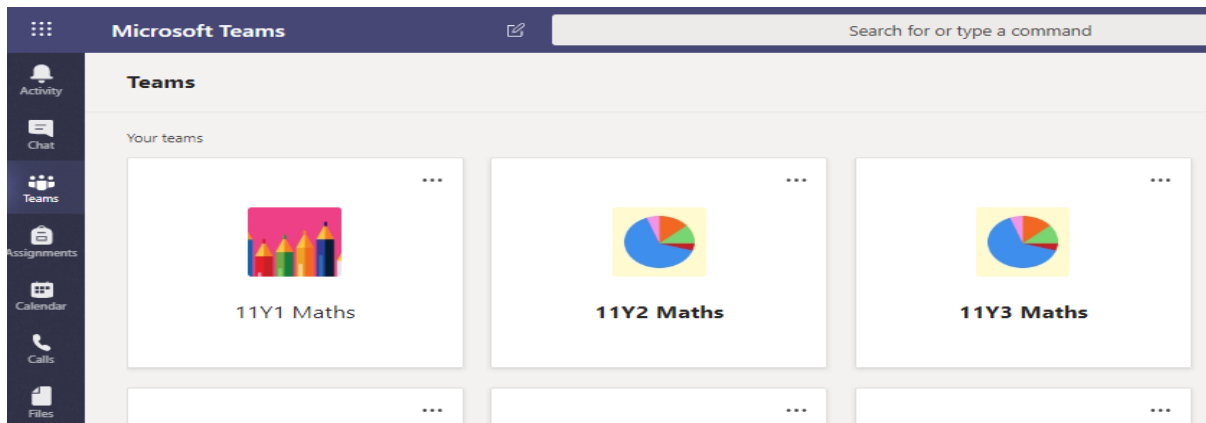 Microsoft Teams
Search for or type a command
Activity
Chat
Teams
Assignments
Calendar
Calls
Files
Teams
Your teams
11Y1 Maths
11Y2 Maths
11Y3 Maths